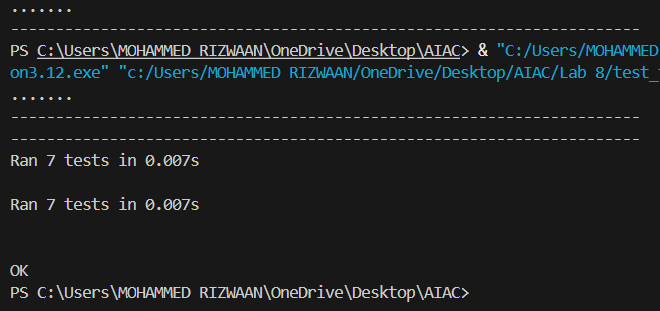 .......
----------------------------------------------------------------------
PS C:\Users\MOHAMMED RIZWAAN\OneDrive\Desktop\AIAC> & "C:/Users/MOHAMMED
on3.12.exe" "c:/Users/MOHAMMED RIZWAAN/OneDrive/Desktop/AIAC/Lab 8/test_
.......
----------------------------------------------------------------------
----------------------------------------------------------------------
Ran 7 tests in 0.007s
Ran 7 tests in 0.007s
OK
PS C:\Users\MOHAMMED RIZWAAN\OneDrive\Desktop\AIAC>